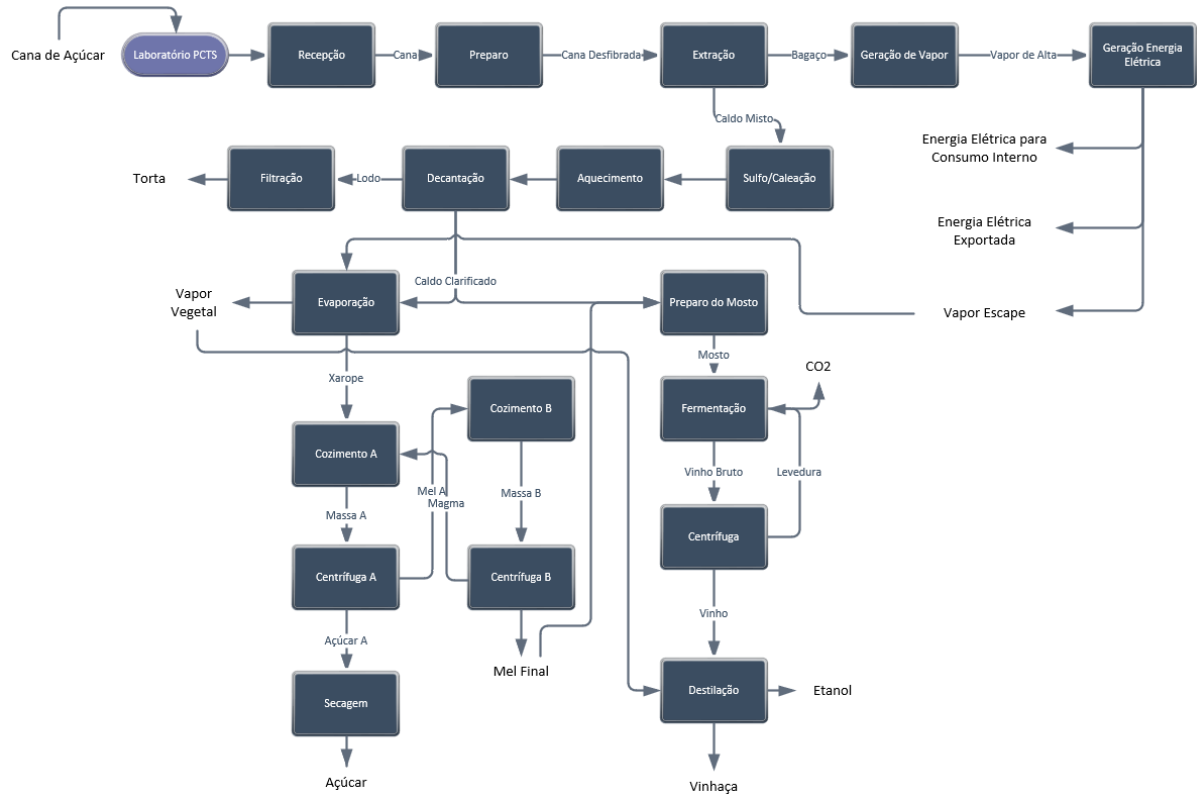 Cana de Açúcar
Laboratório PCTS
Recepção
Cana
Preparo
Cana Desfibrada
Extração
Bagaço
Geração de Vapor
Vapor de Alta
Geração Energia
Elétrica
Caldo Misto
Energia Elétrica para
Consumo Interno
Torta
Filtração
Lodo
Decantação
Aquecimento
Sulfo/Caleação
Energia Elétrica
Exportada
Caldo Clarificado
Vapor
Vegetal
Evaporação
Preparo do Mosto
Vapor Escape
Mosto
CO2
Xarope
Cozimento B
Fermentação
Cozimento A
Vinho Bruto
Levedura
Mel A
Magma
Massa B
Massa A
Centrífuga
Centrífuga A
Centrífuga B
Vinho
Açúcar A
Mel Final
Secagem
Destilação
Etanol
Açúcar
Vinhaça